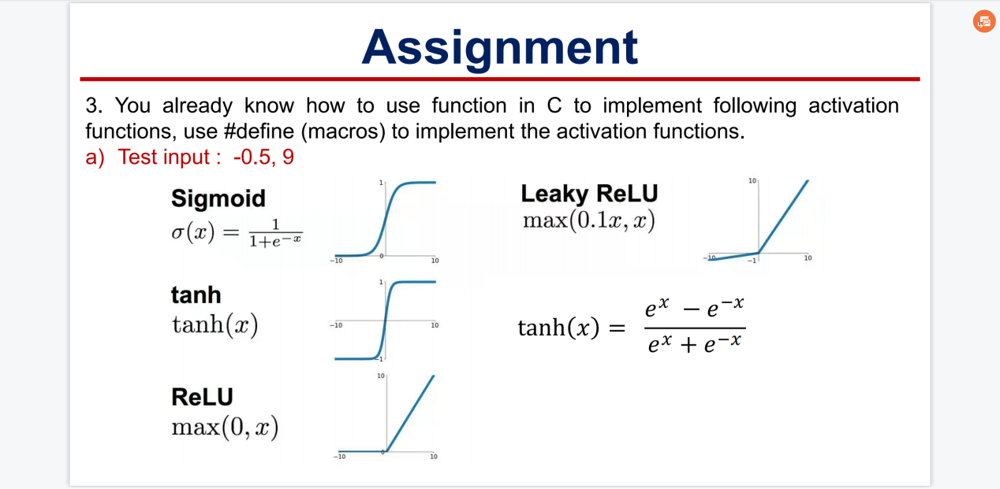 Assignment
3. You already know how to use function in C to implement following activation
functions, use #define (macros) to implement the activation functions.
a) Test input : -0.5, 9
Sigmoid
σ(x) = 1/(1+e^−x)
1
−10
0
10
Leaky ReLU
max(0.1x, x)
10
−10
−1
10
tanh
tanh(x)
1
−10
10
−1
tanh(x) = (e^x − e^−x)/(e^x + e^−x)
ReLU
max(0, x)
10
−10
0
10